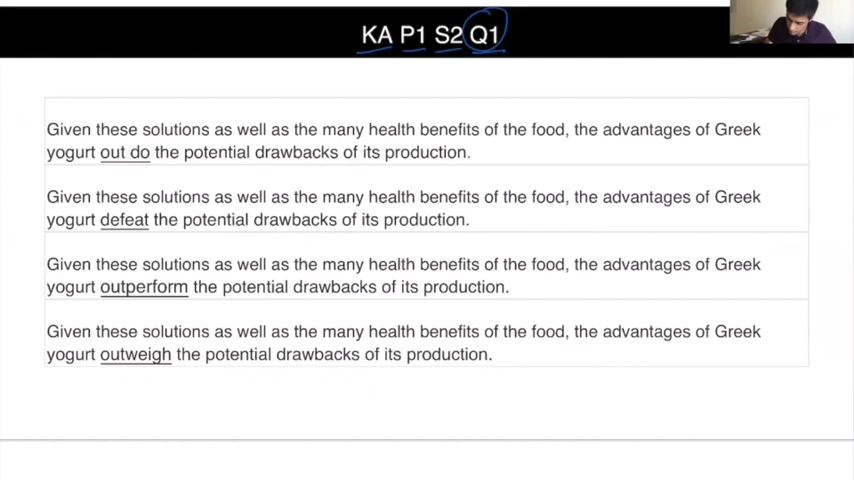 KA P1 S2 Q1
Given these solutions as well as the many health benefits of the food, the advantages of Greek
yogurt out do the potential drawbacks of its production.
Given these solutions as well as the many health benefits of the food, the advantages of Greek
yogurt defeat the potential drawbacks of its production.
Given these solutions as well as the many health benefits of the food, the advantages of Greek
yogurt outperform the potential drawbacks of its production.
Given these solutions as well as the many health benefits of the food, the advantages of Greek
yogurt outweigh the potential drawbacks of its production.